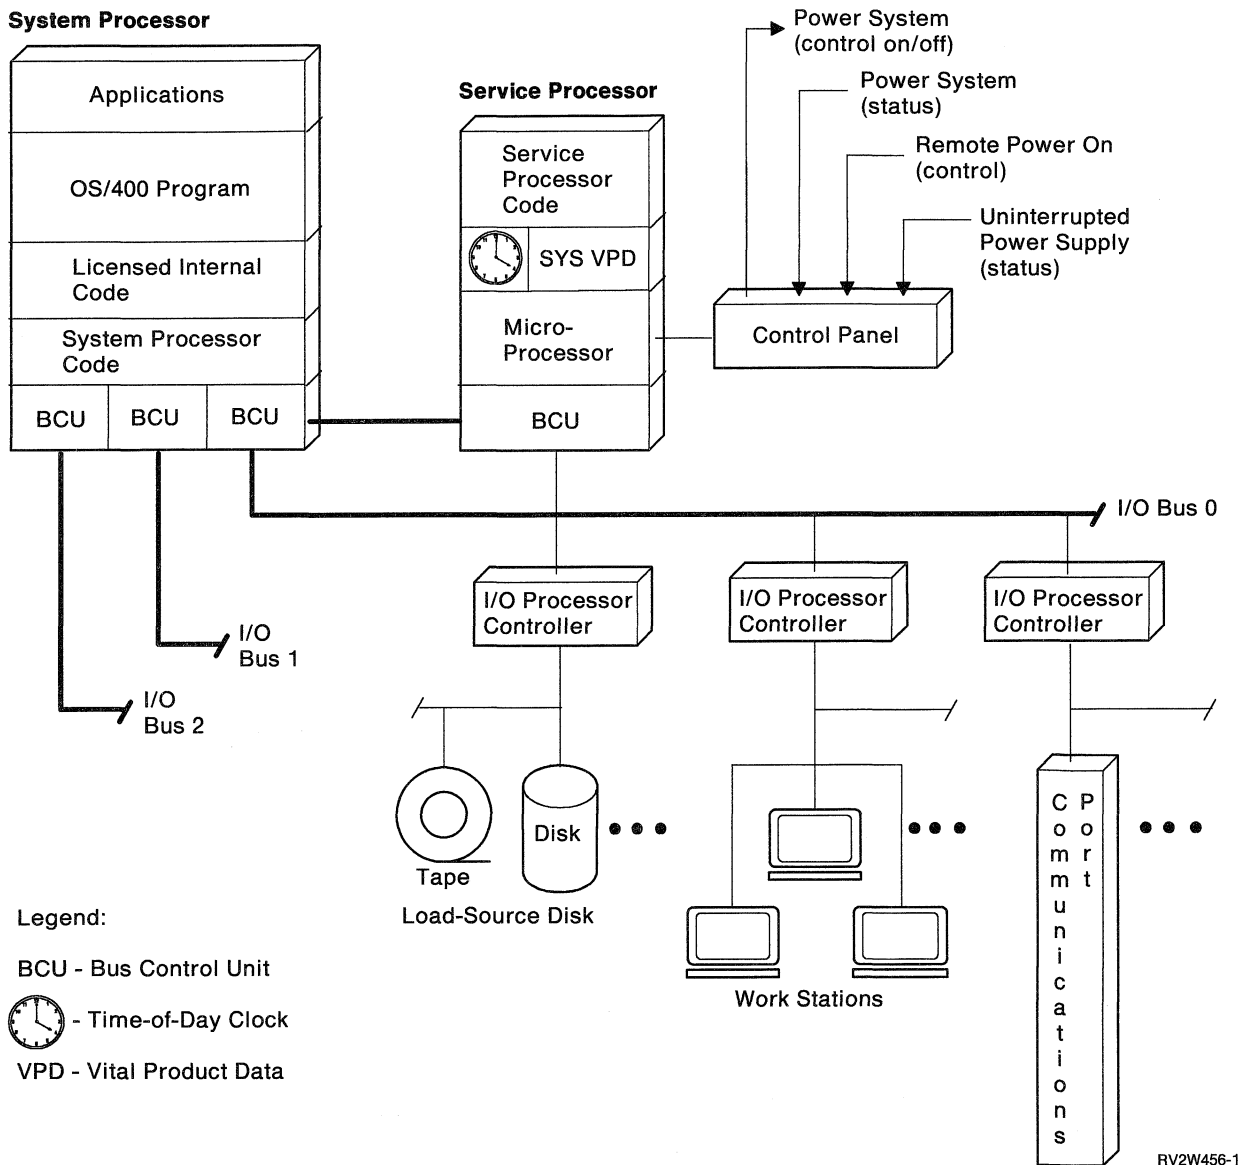 System Processor
Applications
OS/400 Program
Licensed Internal
Code
System Processor
Code
BCU
BCU
BCU
Service Processor
Service
Processor
Code
SYS VPD
Micro-
Processor
BCU
Power System
(control on/off)
Power System
(status)
Remote Power On
(control)
Uninterrupted
Power Supply
(status)
Control Panel
I/O Bus 0
I/O
Bus 1
I/O
Bus 2
I/O Processor
Controller
I/O Processor
Controller
I/O Processor
Controller
Tape
Disk
Load-Source Disk
Work Stations
Communications
Port
Legend:
BCU - Bus Control Unit
- Time-of-Day Clock
VPD - Vital Product Data
RV2W456-1